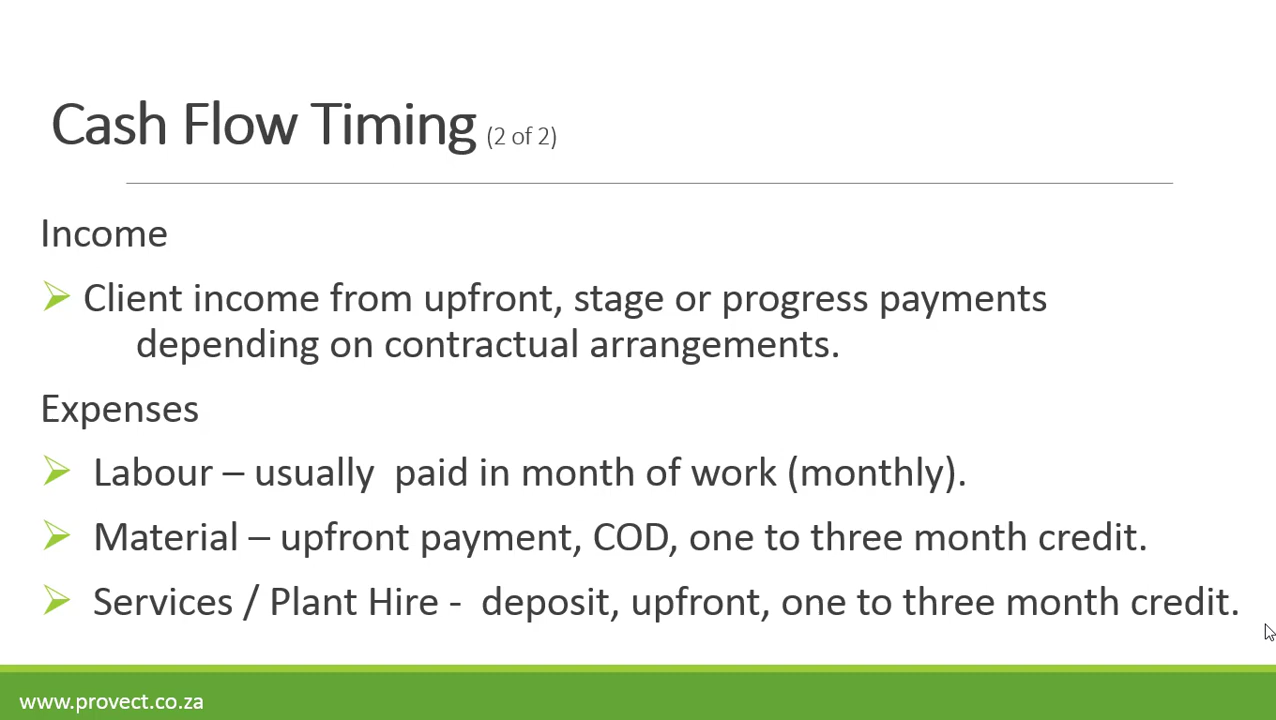 Cash Flow Timing (2 of 2)
Income
Client income from upfront, stage or progress payments
depending on contractual arrangements.
Expenses
Labour – usually  paid in month of work (monthly).
Material – upfront payment, COD, one to three month credit.
Services / Plant Hire -  deposit, upfront, one to three month credit.
www.provect.co.za